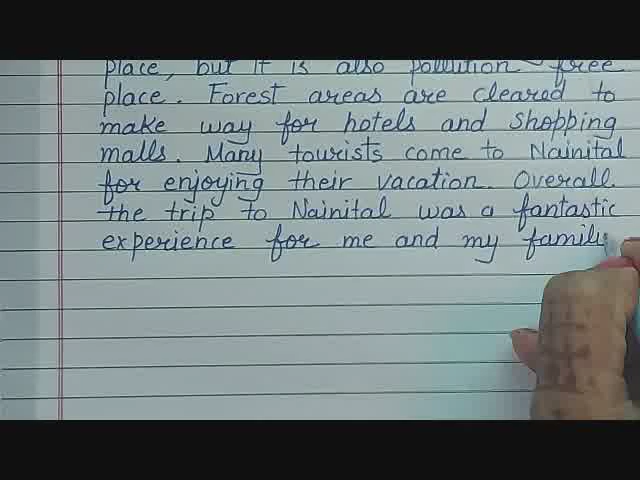 place, but it is also pollution - free
place. Forest areas are cleared to
make way for hotels and shopping
malls. Many tourists come to Nainital
for enjoying their vacation. Overall
the trip to Nainital was a fantastic
experience for me and my famili